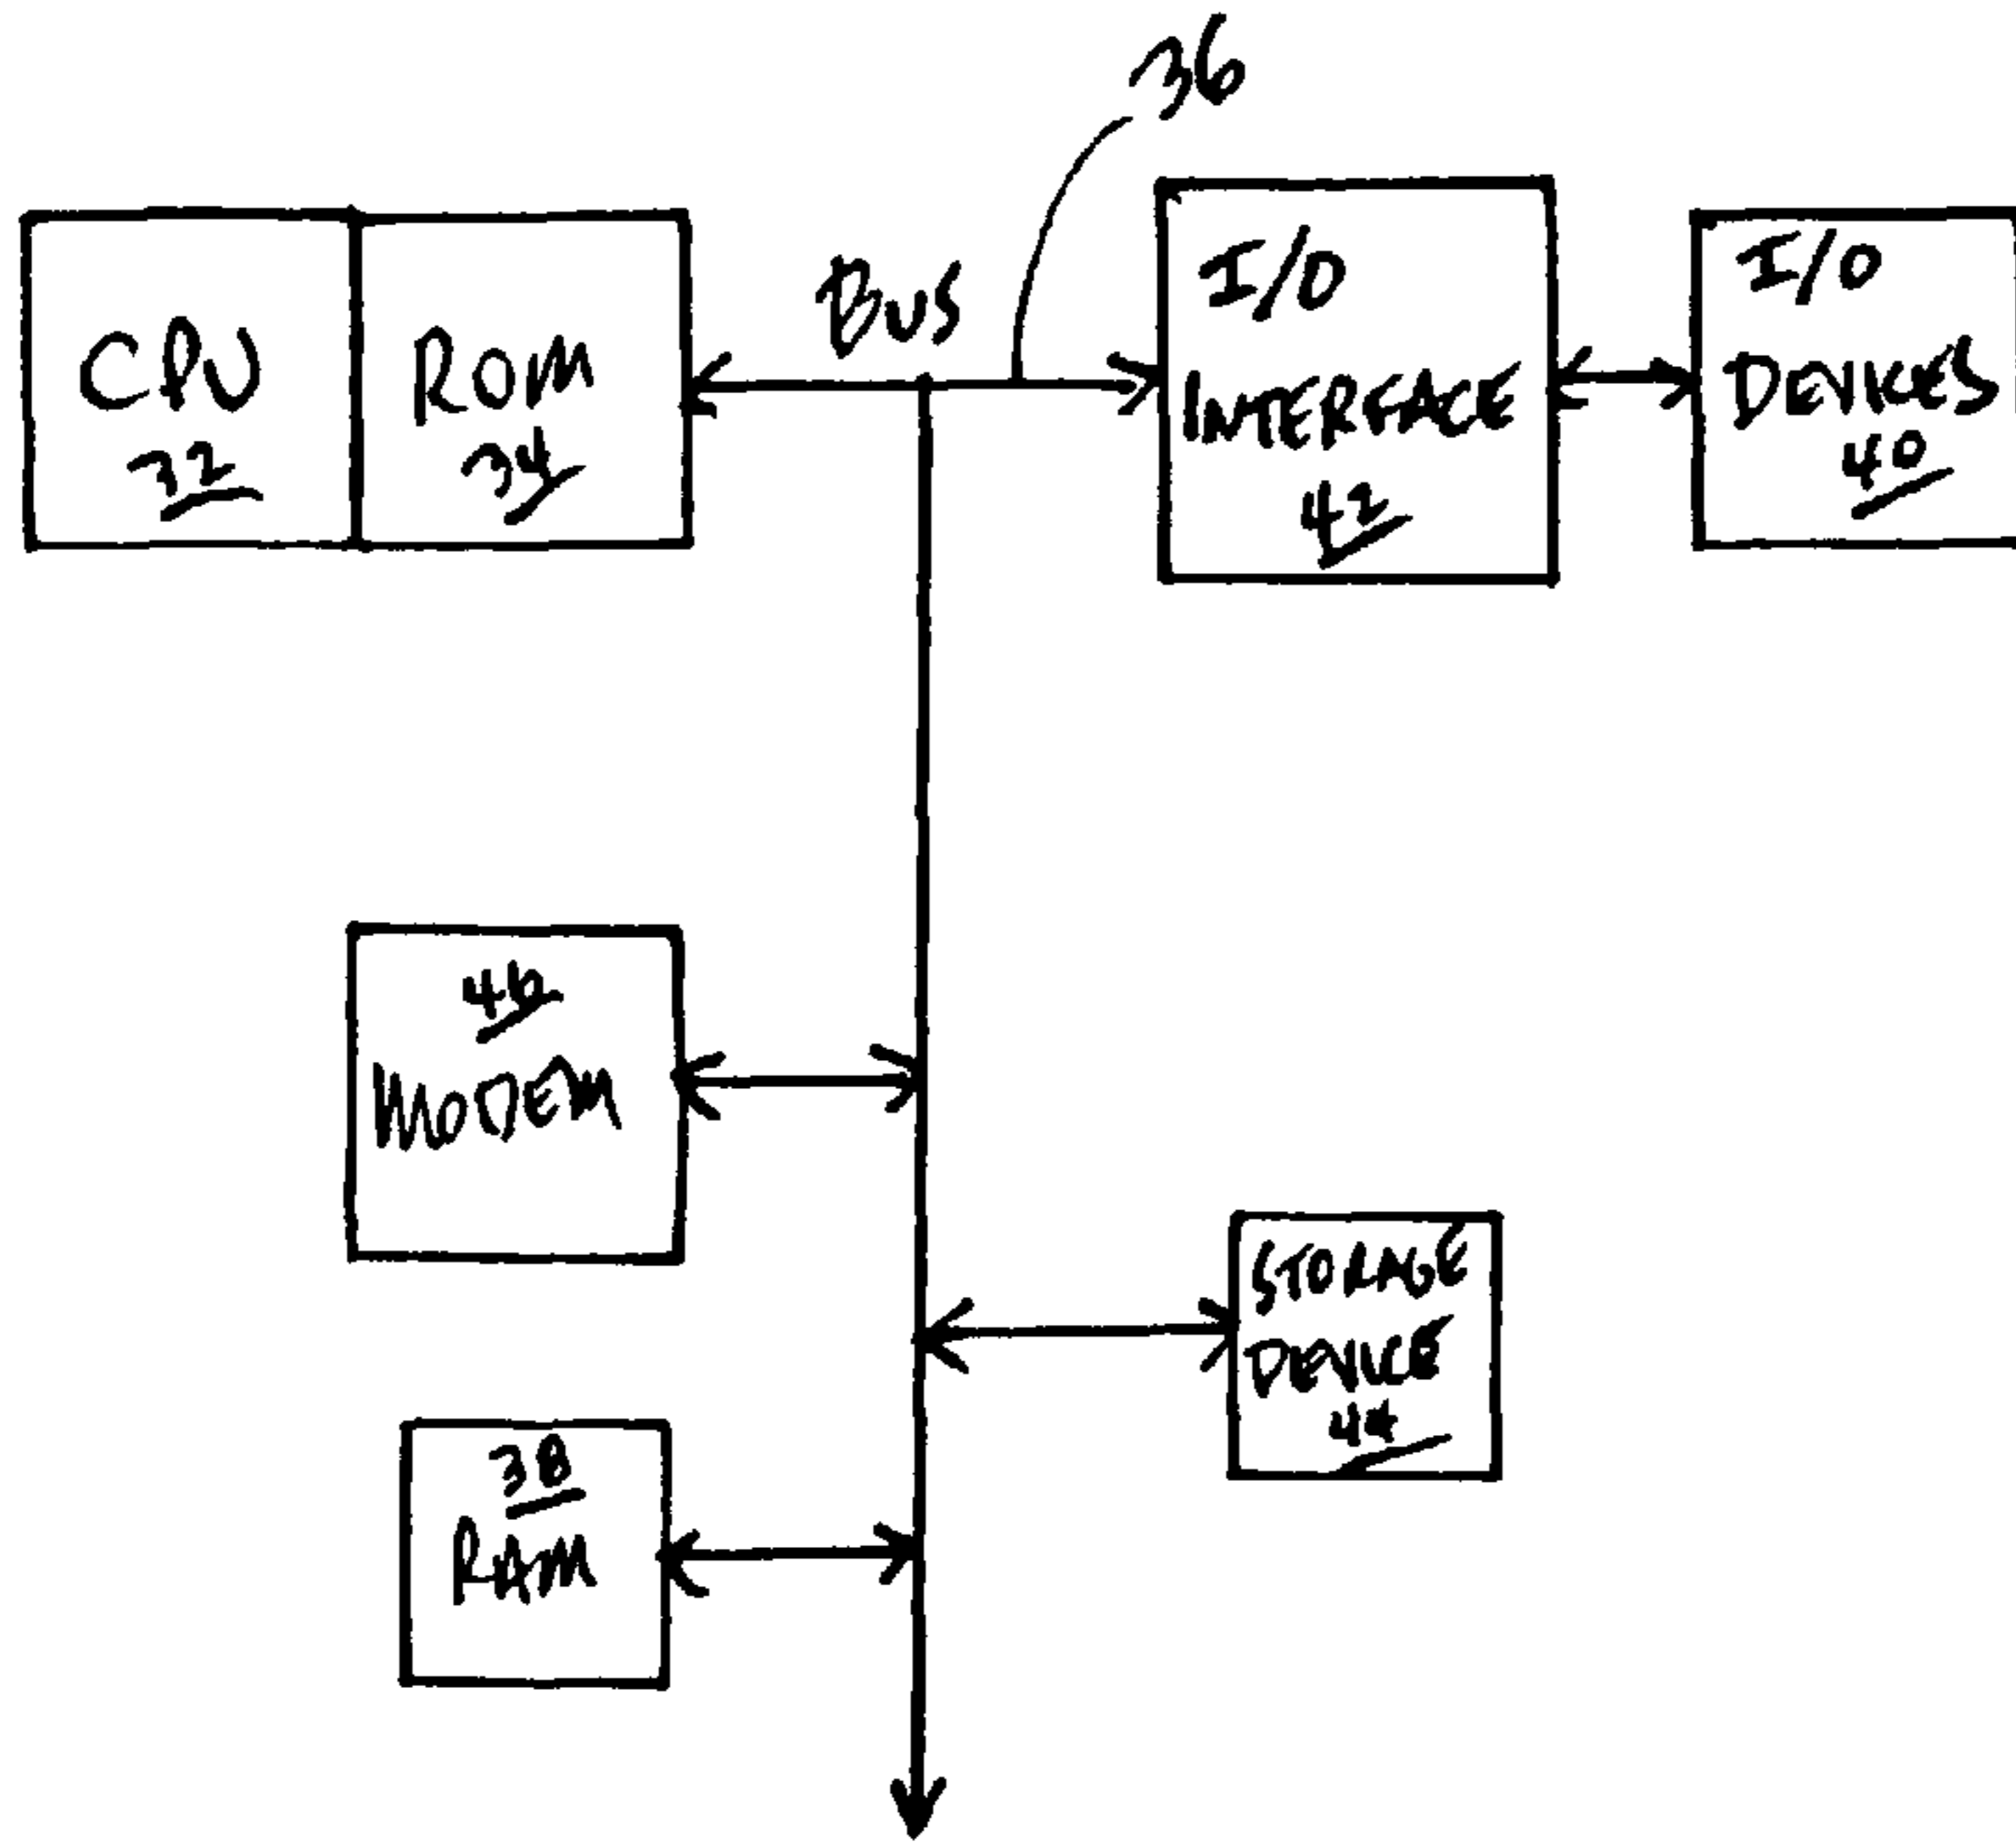 36
CPU
32
ROM
34
BUS
I/O
INTERFACE
42
I/O
DEVICES
40
46
MODEM
STORAGE
DEVICE
44
38
RAM